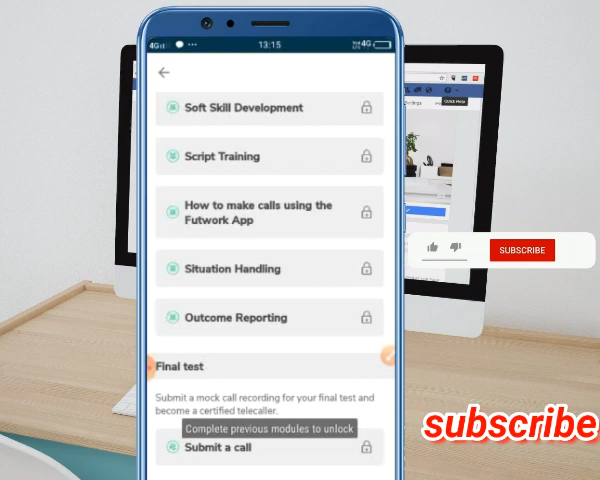 4G
13:15
4G
Soft Skill Development
Script Training
How to make calls using the
Futwork App
Situation Handling
Outcome Reporting
Final test
Submit a mock call recording for your final test and
become a certified telecaller.
Complete previous modules to unlock
Submit a call
Quick Help
SUBSCRIBE
subscribe